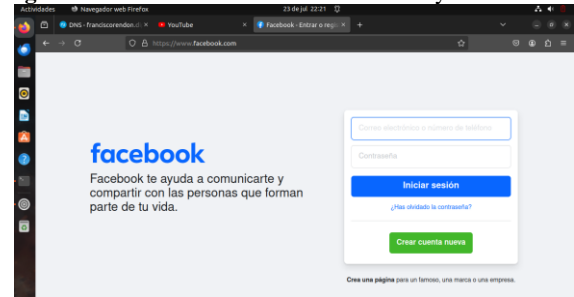 Actividades Navegador web Firefox 23 de jul 22:21
DNS - franciscorendon.d YouTube Facebook - Entrar o regi
https://www.facebook.com
facebook
Facebook te ayuda a comunicarte y
compartir con las personas que forman
parte de tu vida.
Correo electrónico o número de teléfono
Contraseña
Iniciar sesión
¿Has olvidado la contraseña?
Crear cuenta nueva
Crea una página para un famoso, una marca o una empresa.